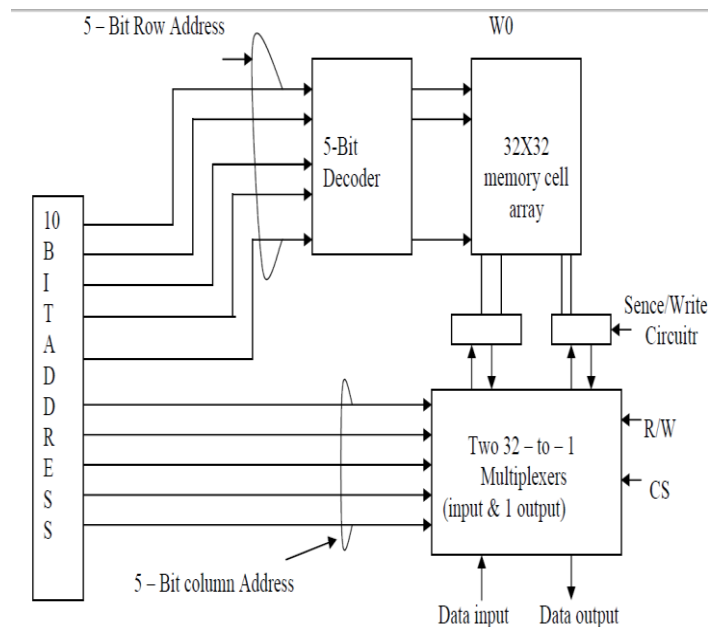 5 – Bit Row Address
W0
5-Bit
Decoder
32X32
memory cell
array
10
B
I
T
A
D
D
R
E
S
S
Sence/Write
Circuitr
Two 32 – to – 1
Multiplexers
(input & 1 output)
R/W
CS
5 – Bit column Address
Data input
Data output